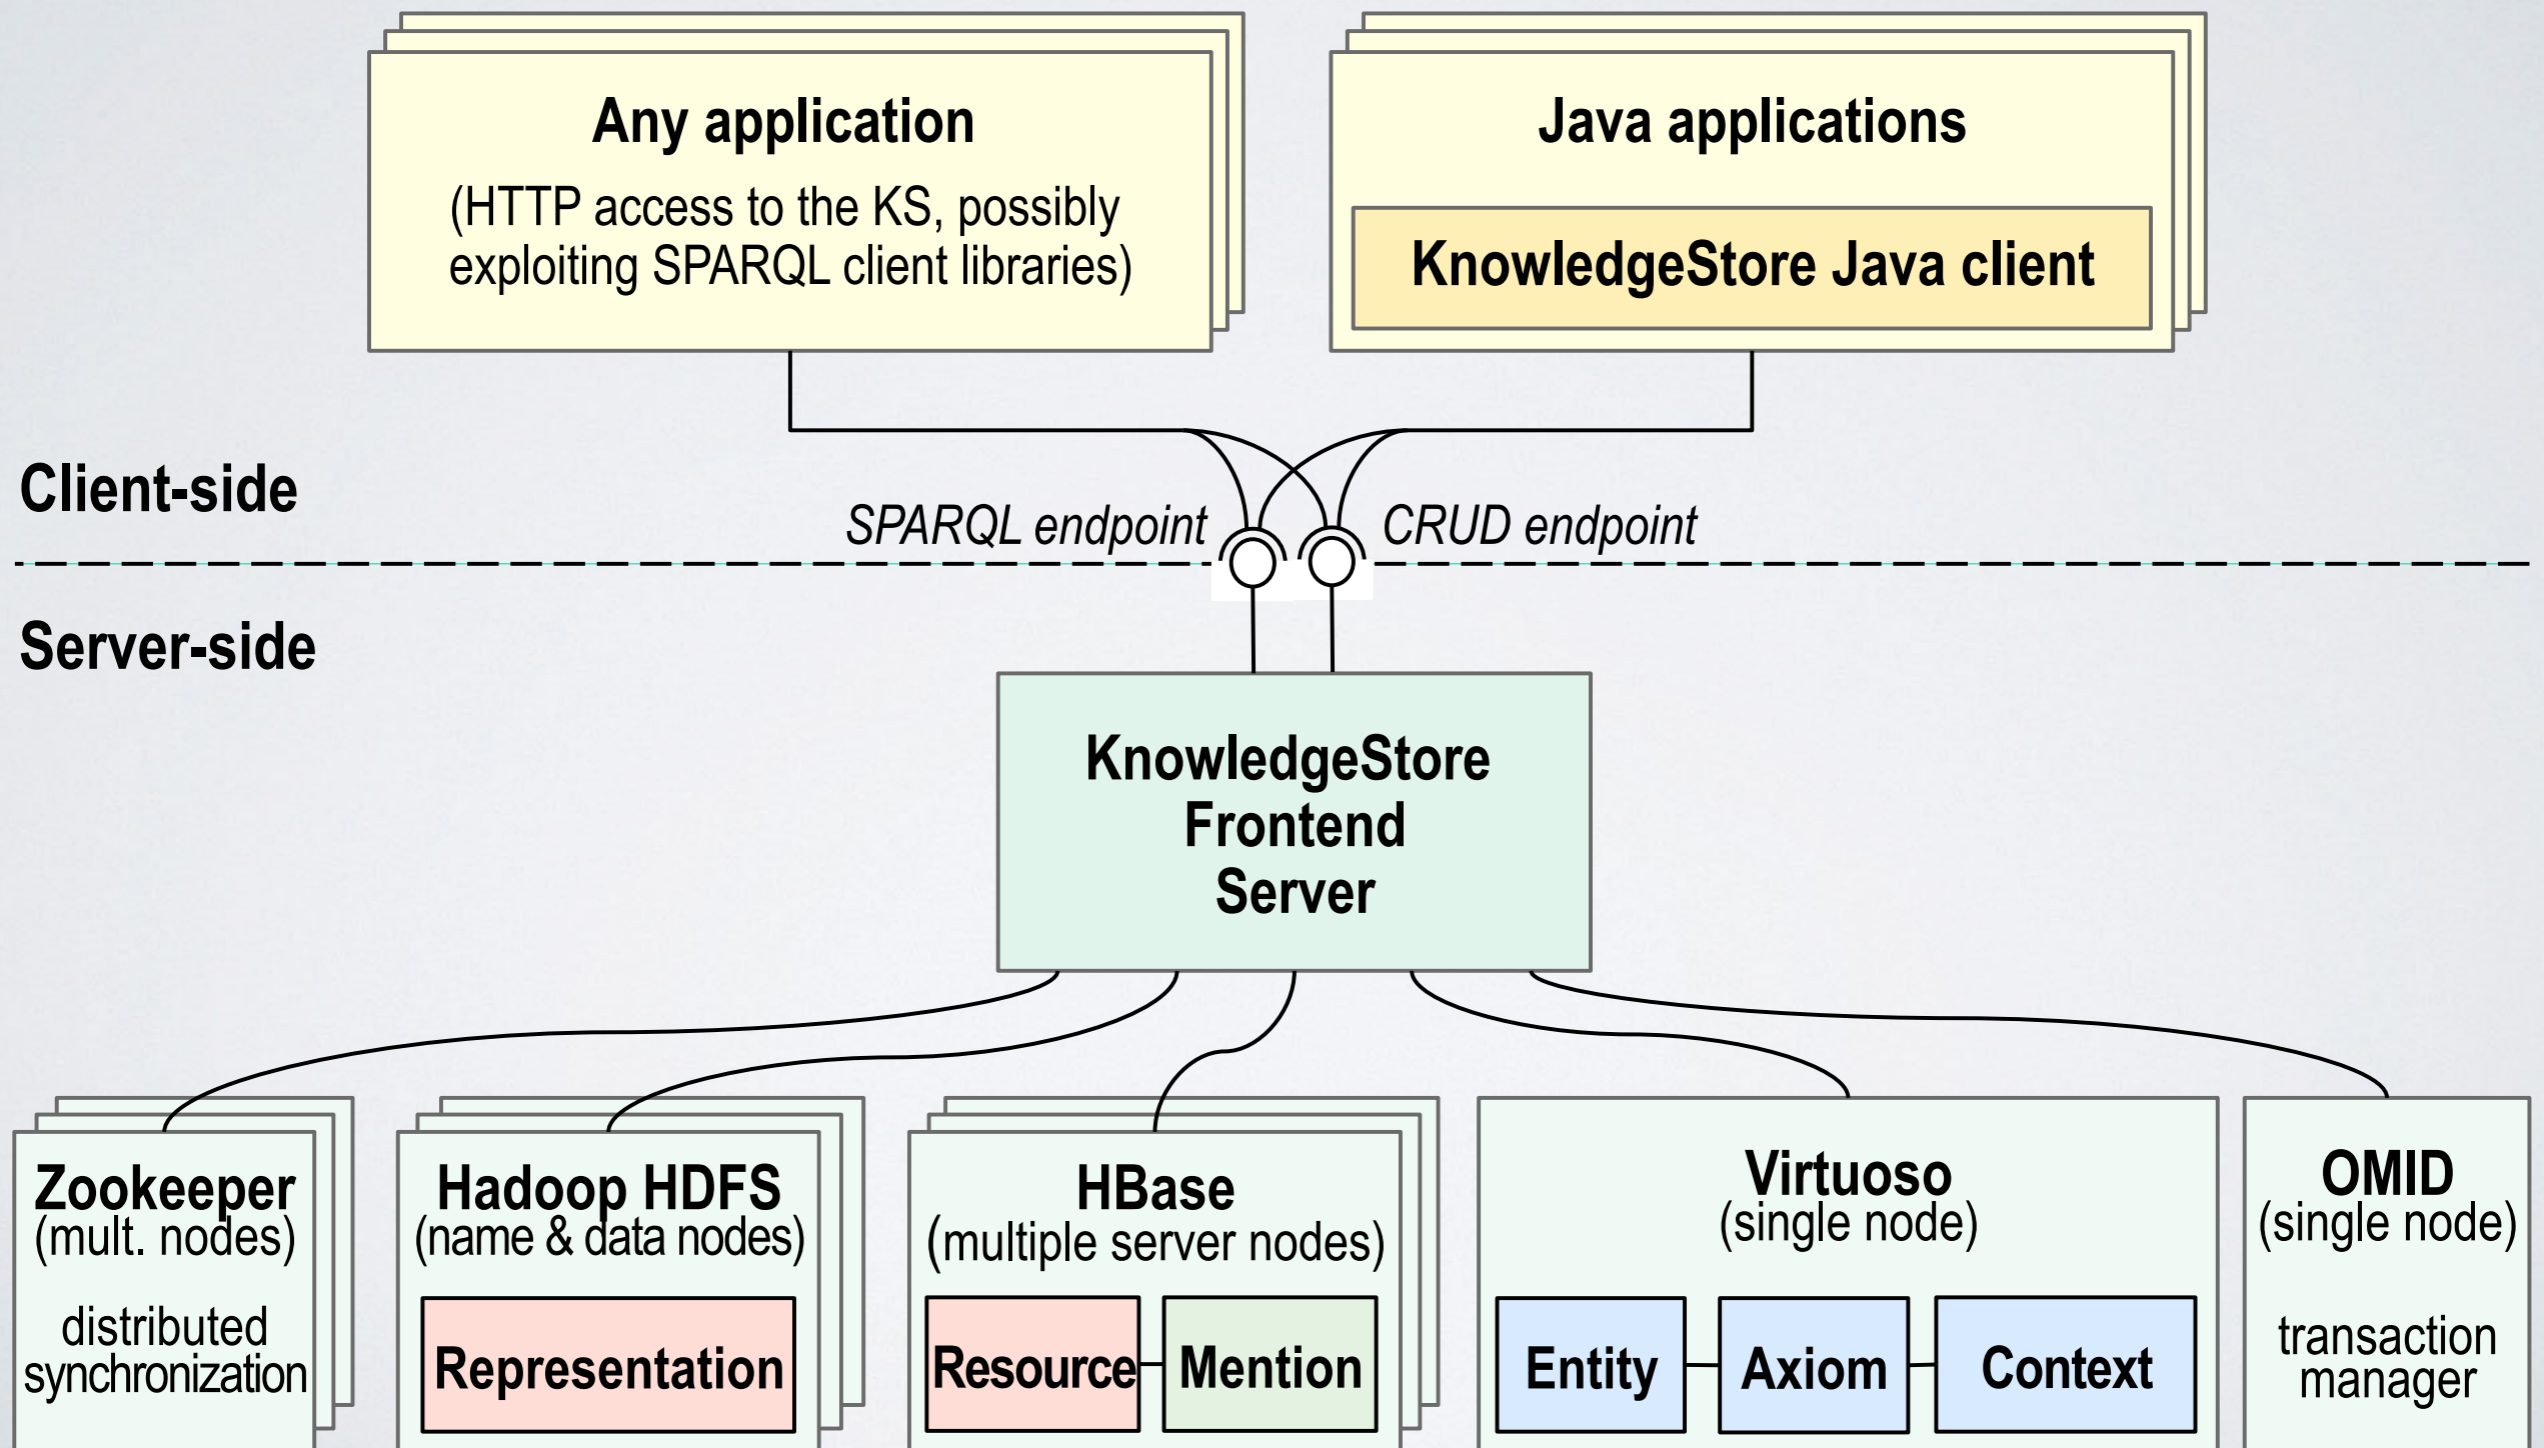 Any application
(HTTP access to the KS, possibly
exploiting SPARQL client libraries)
Java applications
KnowledgeStore Java client
Client-side
SPARQL endpoint
CRUD endpoint
Server-side
KnowledgeStore
Frontend
Server
Zookeeper
(mult. nodes)
distributed
synchronization
Hadoop HDFS
(name & data nodes)
Representation
HBase
(multiple server nodes)
Resource
Mention
Virtuoso
(single node)
Entity
Axiom
Context
OMID
(single node)
transaction
manager